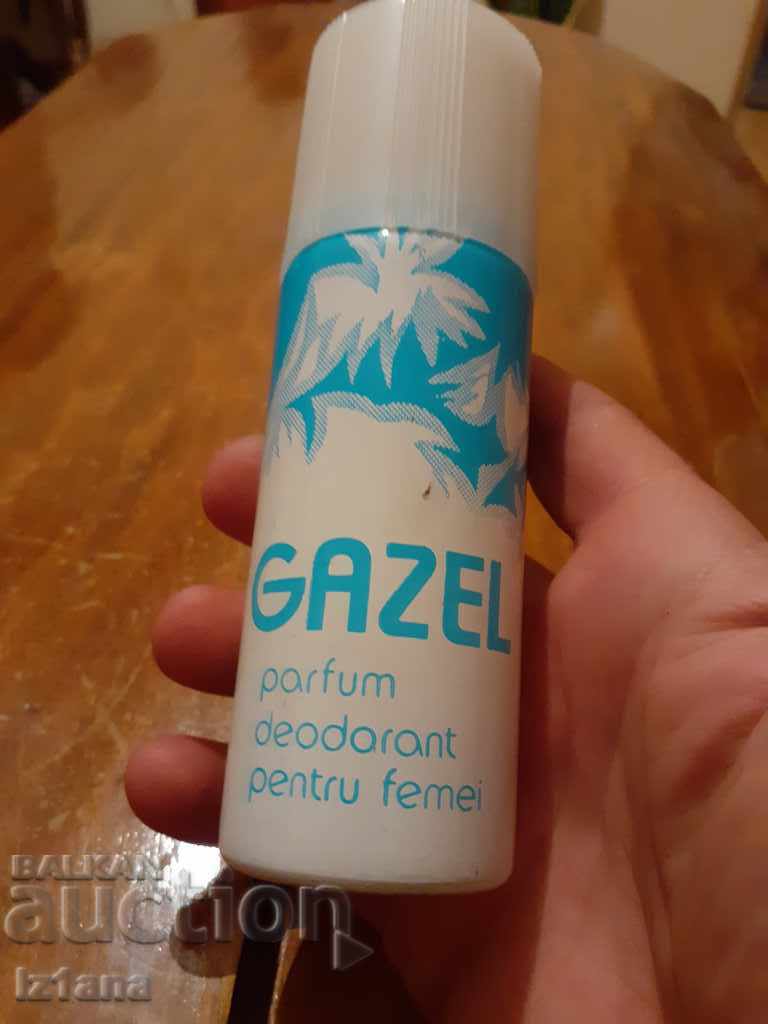 GAZEL
parfum
deodarant
pentru femei
BALKAN
auction
Iz1ana